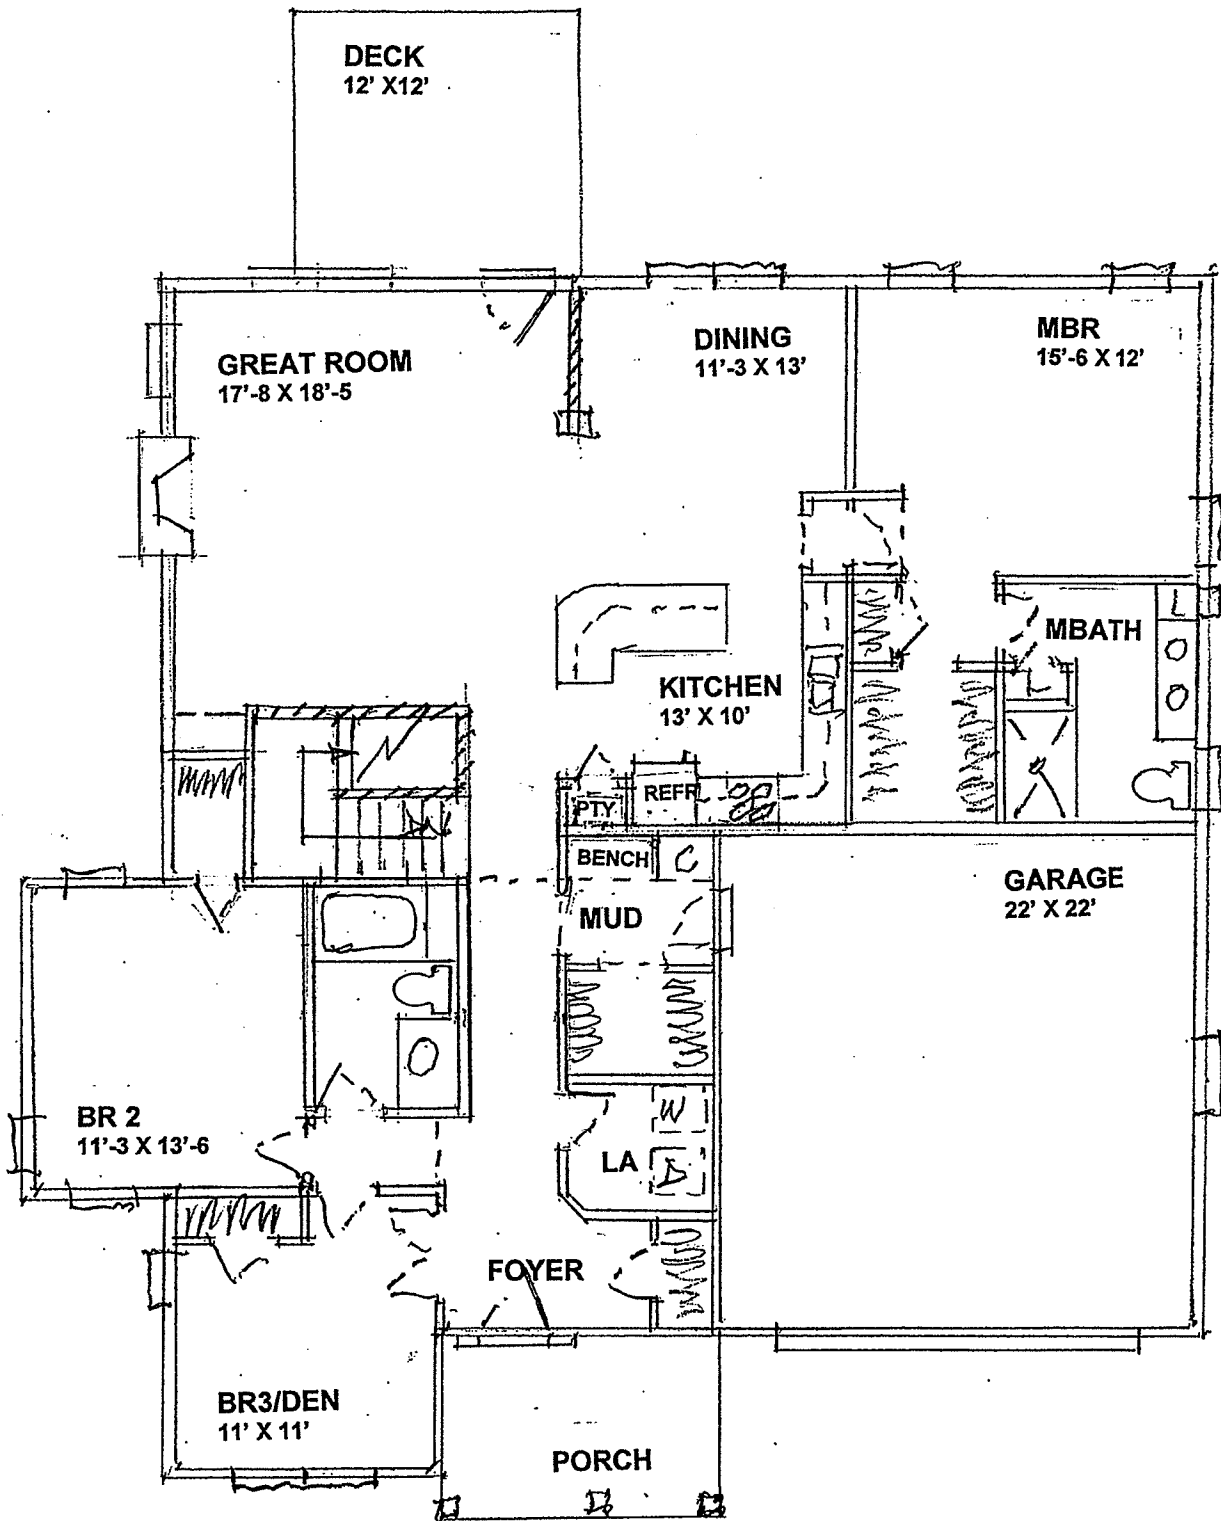 DECK
12' X12'
GREAT ROOM
17'-8 X 18'-5
DINING
11'-3 X 13'
MBR
15'-6 X 12'
MBATH
KITCHEN
13' X 10'
PTY
REFR
BENCH
MUD
GARAGE
22' X 22'
BR 2
11'-3 X 13'-6
W
LA
D
FOYER
BR3/DEN
11' X 11'
PORCH